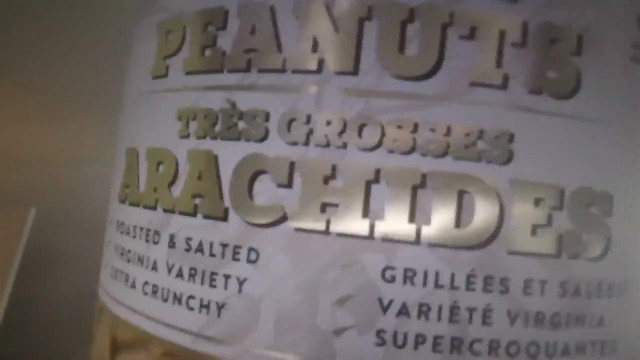 PEANUTS
TRÈS GROSSES
ARACHIDES
ROASTED & SALTED
VIRGINIA VARIETY
EXTRA CRUNCHY
GRILLÉES ET SALÉES
VARIÉTÉ VIRGINIA
SUPERCROQUANTES